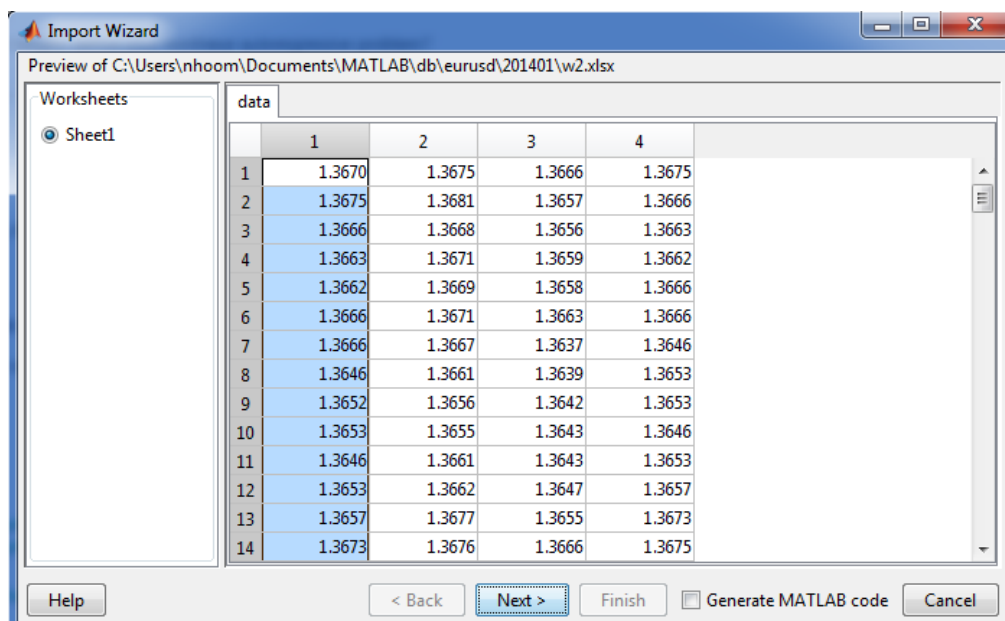 Import Wizard
Preview of C:\Users\nhoom\Documents\MATLAB\db\eurusd\201401\w2.xlsx
Worksheets
Sheet1
data
1 2 3 4
1 1.3670 1.3675 1.3666 1.3675
2 1.3675 1.3681 1.3657 1.3666
3 1.3666 1.3668 1.3656 1.3663
4 1.3663 1.3671 1.3659 1.3662
5 1.3662 1.3669 1.3658 1.3666
6 1.3666 1.3671 1.3663 1.3666
7 1.3666 1.3667 1.3637 1.3646
8 1.3646 1.3661 1.3639 1.3653
9 1.3652 1.3656 1.3642 1.3653
10 1.3653 1.3655 1.3643 1.3646
11 1.3646 1.3661 1.3643 1.3653
12 1.3653 1.3662 1.3647 1.3657
13 1.3657 1.3677 1.3655 1.3673
14 1.3673 1.3676 1.3666 1.3675
Help < Back Next > Finish Generate MATLAB code Cancel